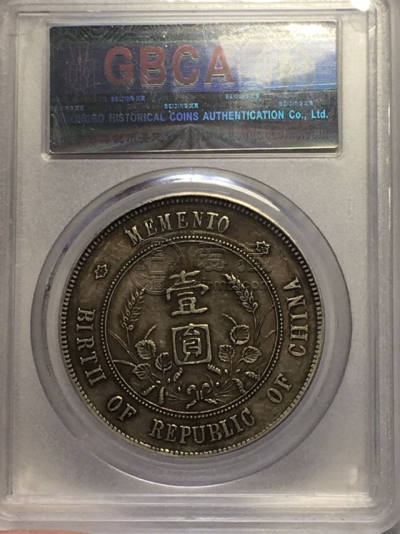 GBCA
HISTORICAL COINS AUTHENTICATION Co., Ltd.
MEMENTO
壹
圓
BIRTH OF REPUBLIC OF CHINA